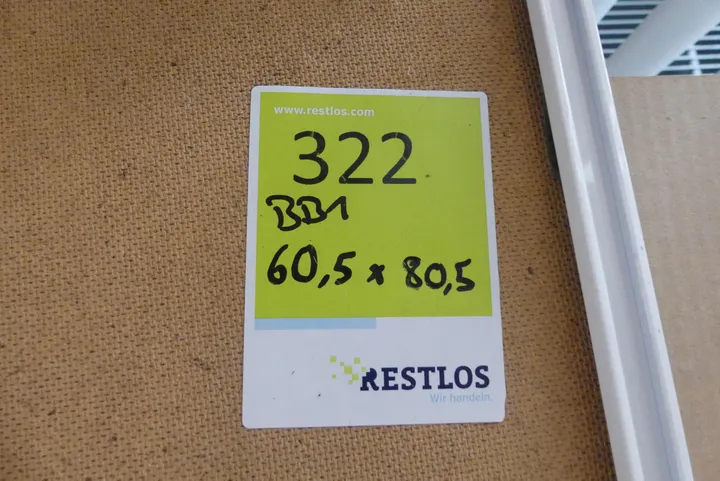 www.restlos.com
322
BB1
60,5 x 80,5
RESTLOS
Wir handeln.